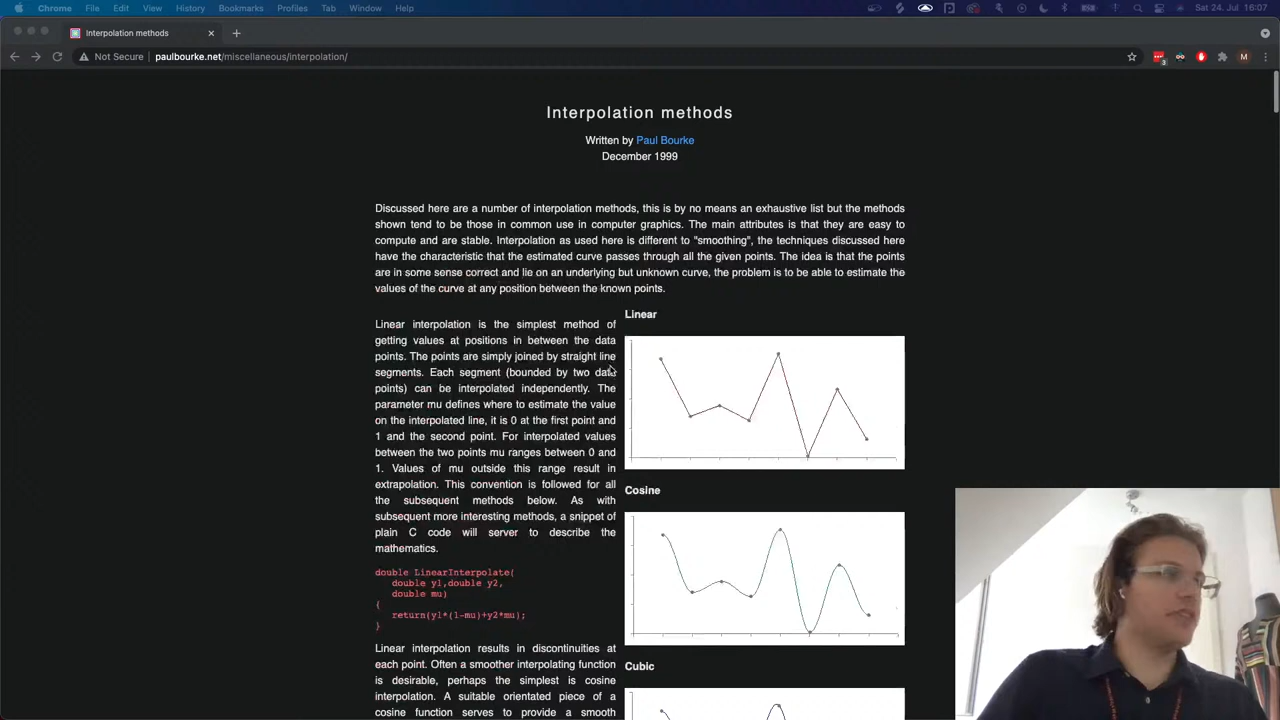 Chrome File Edit View History Bookmarks Profiles Tab Window Help Sat 24. Jul 16:07
Interpolation methods
Not Secure paulbourke.net/miscellaneous/interpolation/ 3 M
Interpolation methods
Written by Paul Bourke
December 1999
Discussed here are a number of interpolation methods, this is by no means an exhaustive list but the methods
shown tend to be those in common use in computer graphics. The main attributes is that they are easy to
compute and are stable. Interpolation as used here is different to "smoothing", the techniques discussed here
have the characteristic that the estimated curve passes through all the given points. The idea is that the points
are in some sense correct and lie on an underlying but unknown curve, the problem is to be able to estimate the
values of the curve at any position between the known points.
Linear interpolation is the simplest method of
getting values at positions in between the data
points. The points are simply joined by straight line
segments. Each segment (bounded by two data
points) can be interpolated independently. The
parameter mu defines where to estimate the value
on the interpolated line, it is 0 at the first point and
1 and the second point. For interpolated values
between the two points mu ranges between 0 and
1. Values of mu outside this range result in
extrapolation. This convention is followed for all
the subsequent methods below. As with
subsequent more interesting methods, a snippet of
plain C code will server to describe the
mathematics.
double LinearInterpolate(
double y1,double y2,
double mu)
{
return(y1*(1-mu)+y2*mu);
}
Linear interpolation results in discontinuities at
each point. Often a smoother interpolating function
is desirable, perhaps the simplest is cosine
interpolation. A suitable orientated piece of a
cosine function serves to provide a smooth
Linear
Cosine
Cubic